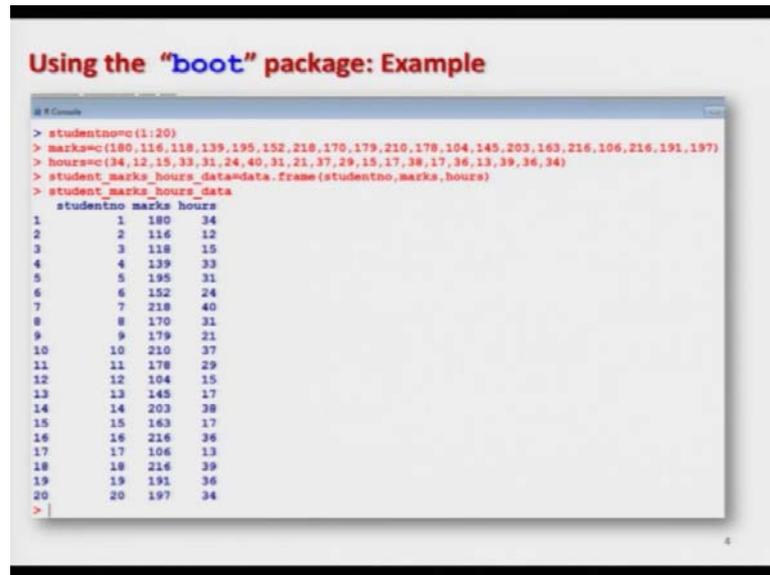 Using the "boot" package: Example
R Console
> studentno=c(1:20)
> marks=c(180,116,118,139,195,152,218,170,179,210,178,104,145,203,163,216,106,216,191,197)
> hours=c(34,12,15,33,31,24,40,31,21,37,29,15,17,38,17,36,13,39,36,34)
> student_marks_hours_data=data.frame(studentno,marks,hours)
> student_marks_hours_data
studentno marks hours
1 1 180 34
2 2 116 12
3 3 118 15
4 4 139 33
5 5 195 31
6 6 152 24
7 7 218 40
8 8 170 31
9 9 179 21
10 10 210 37
11 11 178 29
12 12 104 15
13 13 145 17
14 14 203 38
15 15 163 17
16 16 216 36
17 17 106 13
18 18 216 39
19 19 191 36
20 20 197 34
>
4